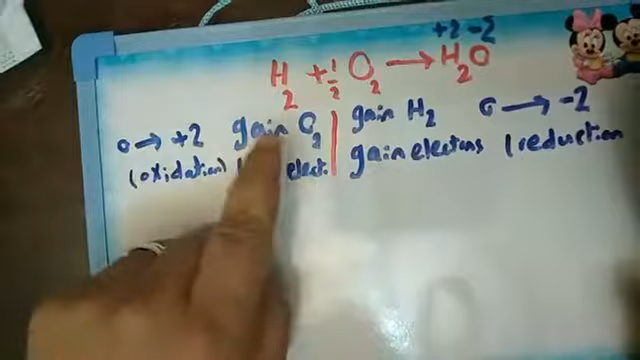 +2 -2
H2 + 1/2 O2 → H2O
0 → +2 gain O2 | gain H2 0 → -2
(oxidation) elect. | gain electons (reduction